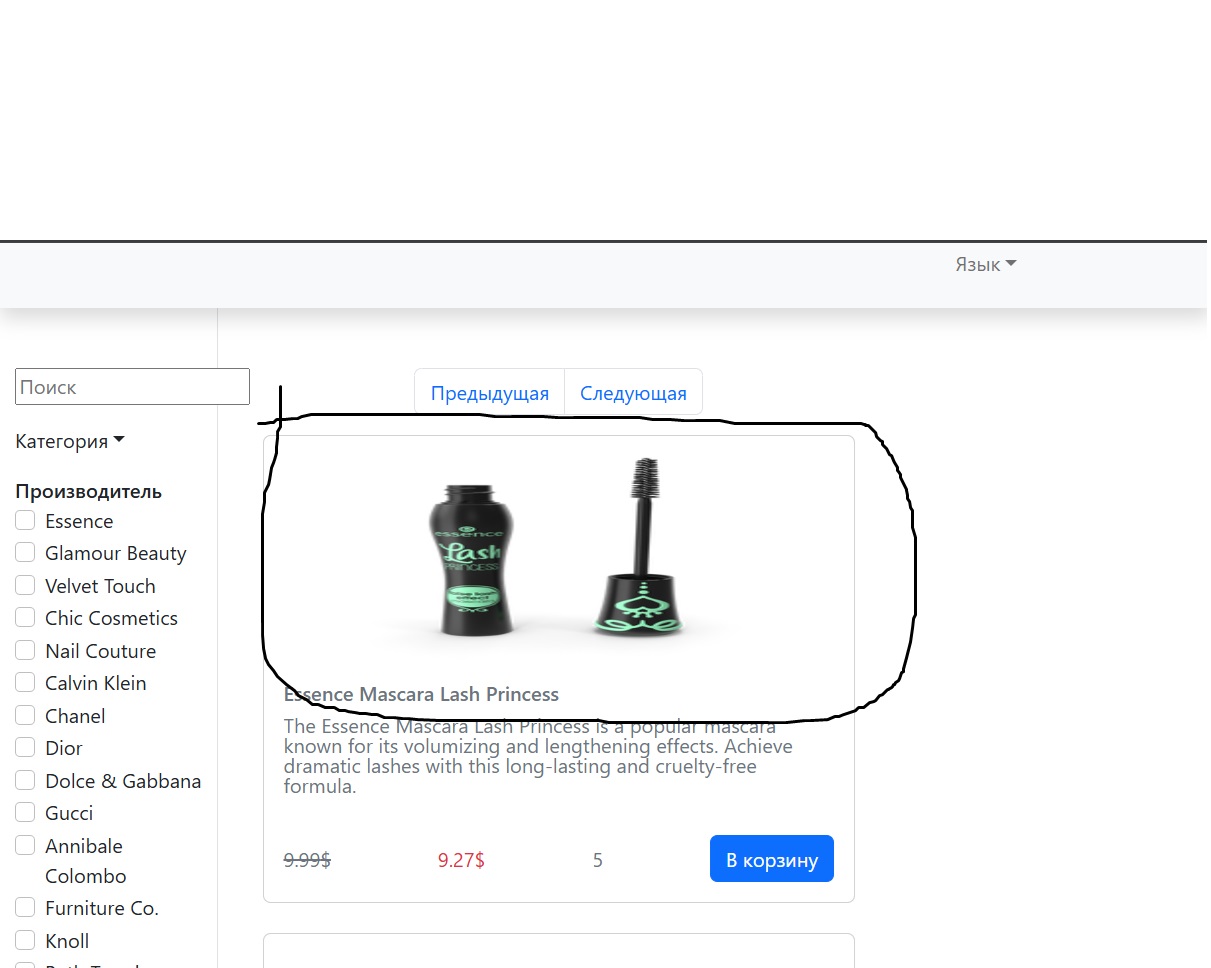 Язык
Поиск
Предыдущая Следующая
Категория
Производитель
Essence
Glamour Beauty
Velvet Touch
Chic Cosmetics
Nail Couture
Calvin Klein
Chanel
Dior
Dolce & Gabbana
Gucci
Annibale
Colombo
Furniture Co.
Knoll
essence
Lash
PRINCESS
Essence Mascara Lash Princess
The Essence Mascara Lash Princess is a popular mascara
known for its volumizing and lengthening effects. Achieve
dramatic lashes with this long-lasting and cruelty-free
formula.
9.99$ 9.27$ 5 В корзину